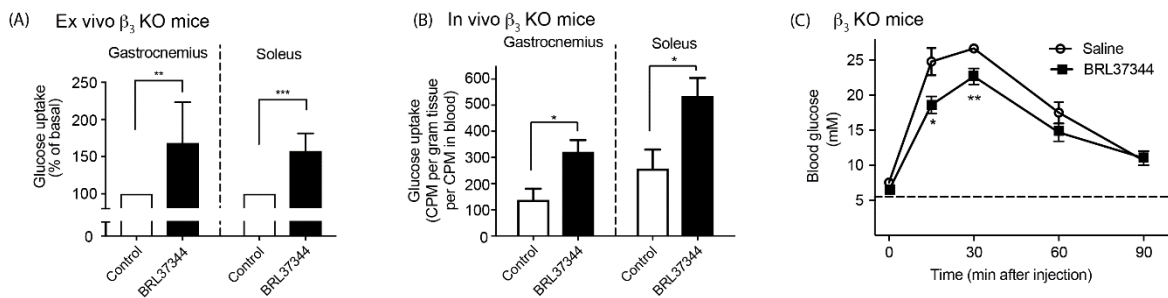 (A) Ex vivo β3 KO mice
Gastrocnemius
Soleus
Glucose uptake
(% of basal)
250
200
150
100
0
**
***
Control
BRL37344
Control
BRL37344
(B) In vivo β3 KO mice
Gastrocnemius
Soleus
Glucose uptake
(CPM per gram tissue
per CPM in blood)
700
600
500
400
300
200
100
0
*
*
Control
BRL37344
Control
BRL37344
(C) β3 KO mice
Saline
BRL37344
Blood glucose
(mM)
25
20
15
10
5
*
**
0
30
60
90
Time (min after injection)